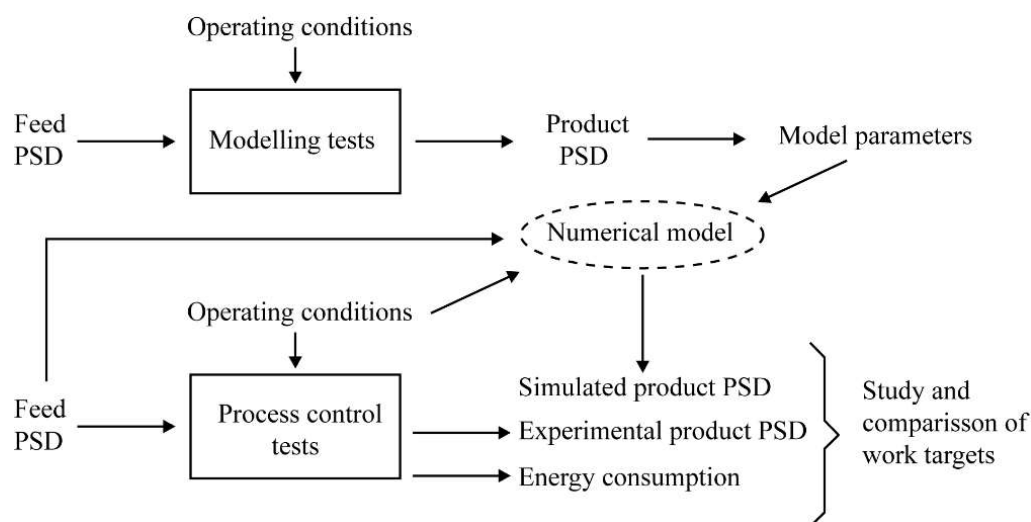 Operating conditions
Feed
PSD
Modelling tests
Product
PSD
Model parameters
Numerical model
Operating conditions
Feed
PSD
Process control
tests
Simulated product PSD
Experimental product PSD
Energy consumption
Study and
comparisson of
work targets